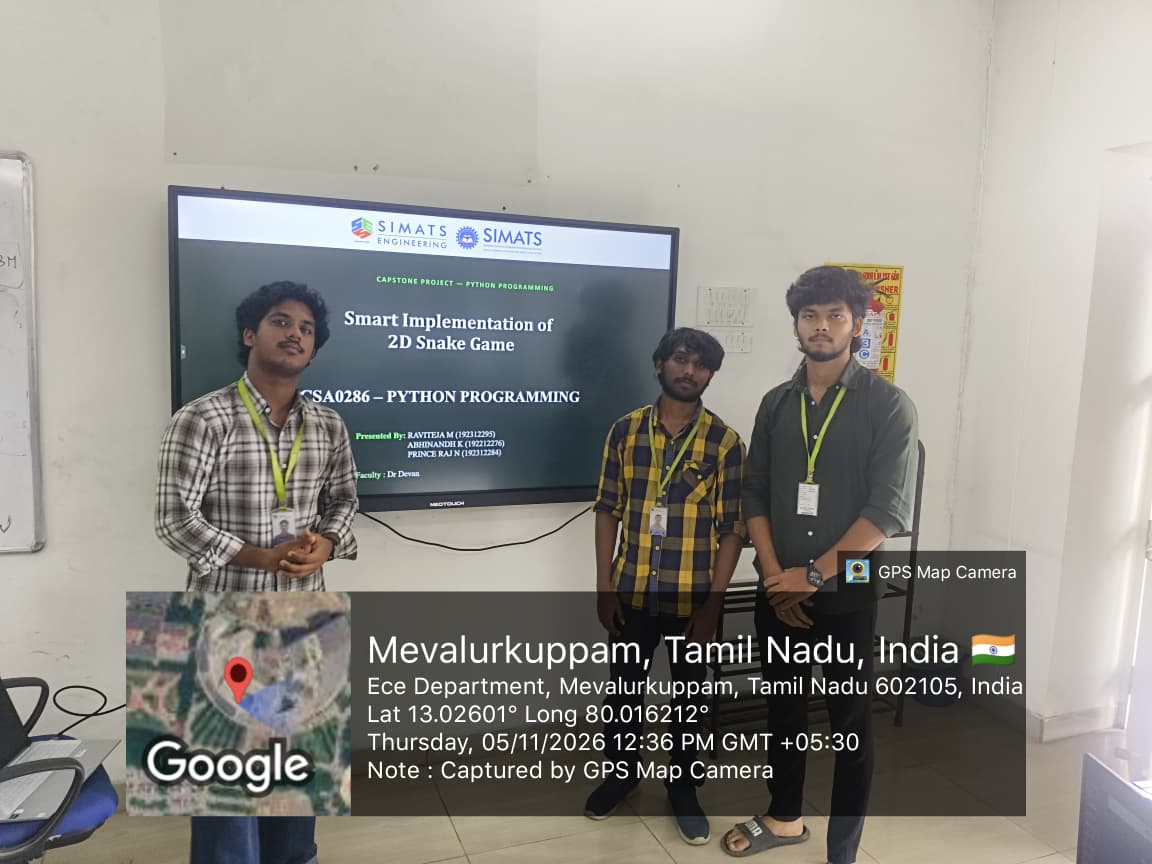 SIMATS
ENGINEERING
SIMATS
CAPSTONE PROJECT — PYTHON PROGRAMMING
Smart Implementation of
2D Snake Game
CSA0286 – PYTHON PROGRAMMING
Presented By: RAVITEJA M (192312295)
ABHINANDH K (192212276)
PRINCE RAJ N (192312284)
Faculty : Dr Devan
NEOTOUCH
A
B
C
GPS Map Camera
Mevalurkuppam, Tamil Nadu, India
Ece Department, Mevalurkuppam, Tamil Nadu 602105, India
Lat 13.02601° Long 80.016212°
Thursday, 05/11/2026 12:36 PM GMT +05:30
Note : Captured by GPS Map Camera
Google